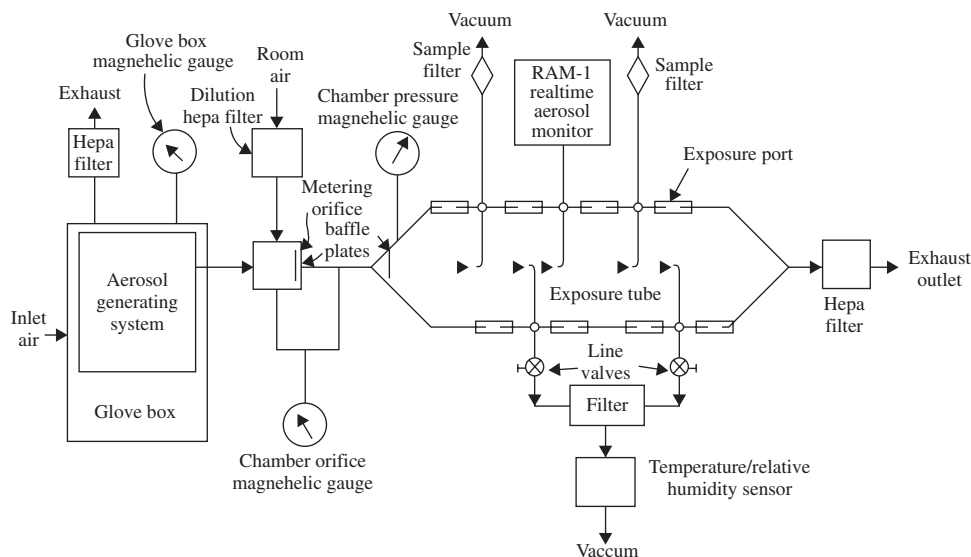 Glove box
magnehelic gauge
Exhaust
Hepa
filter
Room
air
Dilution
hepa filter
Chamber pressure
magnehelic gauge
Vacuum
Sample
filter
RAM-1
realtime
aerosol
monitor
Vacuum
Sample
filter
Exposure port
Metering
orifice
baffle
plates
Aerosol
generating
system
Inlet
air
Glove box
Exposure tube
Exhaust
outlet
Hepa
filter
Line
valves
Filter
Chamber orifice
magnehelic gauge
Temperature/relative
humidity sensor
Vaccum